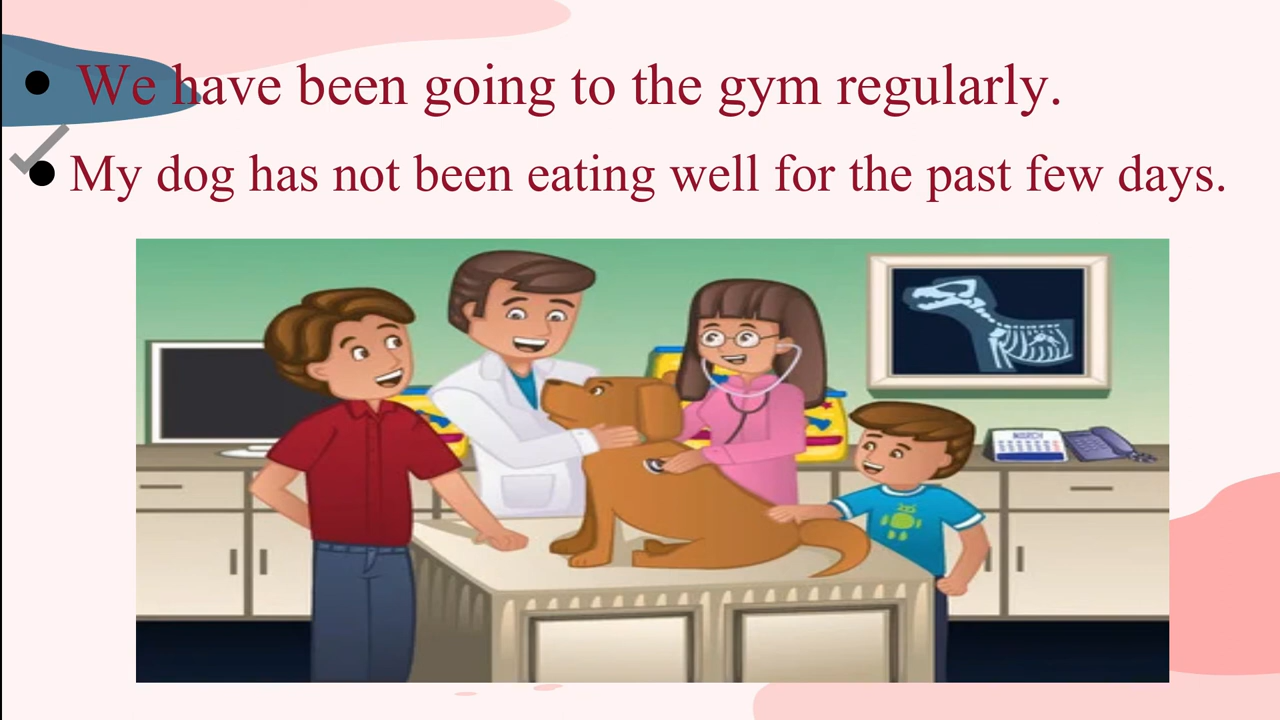 We have been going to the gym regularly.
My dog has not been eating well for the past few days.
MARCH